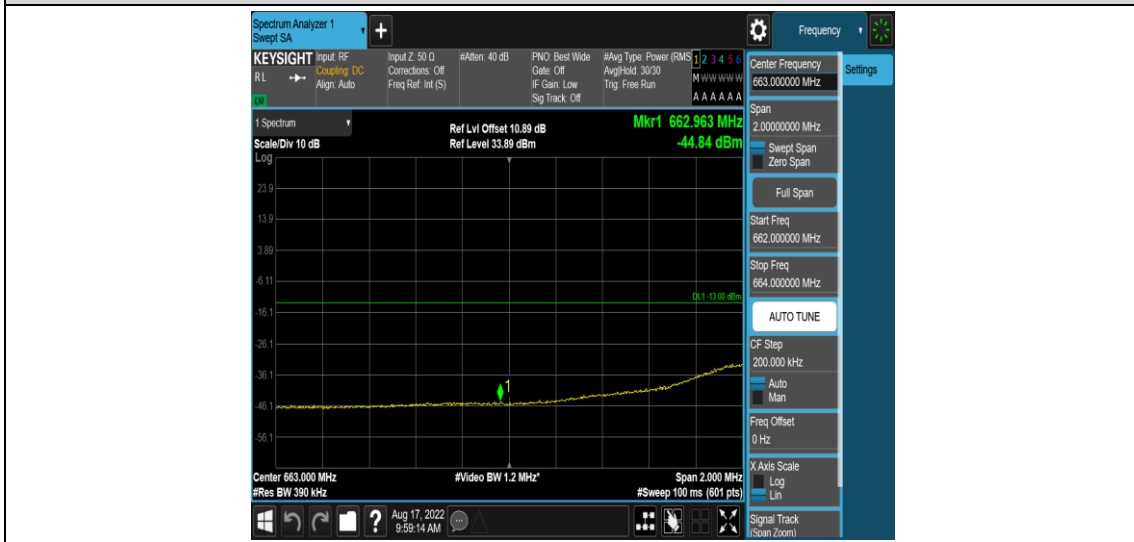 Spectrum Analyzer 1
Swept SA
+
Frequency
KEYSIGHT
RL
LXI
Input: RF
Coupling: DC
Align: Auto
Input Z: 50 Ω
Corrections: Off
Freq Ref: Int (S)
#Atten: 40 dB
PNO: Best Wide
Gate: Off
IF Gain: Low
Sig Track: Off
#Avg Type: Power (RMS
Avg|Hold: 30/30
Trig: Free Run
1 2 3 4 5 6
M W W W W W
A A A A A A
1 Spectrum
Scale/Div 10 dB
Log
Ref Lvl Offset 10.89 dB
Ref Level 33.89 dBm
Mkr1 662.963 MHz
-44.84 dBm
23.9
13.9
3.89
-6.11
DL1 -13.00 dBm
-16.1
-26.1
-36.1
1
-46.1
-56.1
Center 663.000 MHz
#Res BW 390 kHz
#Video BW 1.2 MHz*
Span 2.000 MHz
#Sweep 100 ms (601 pts)
?
Aug 17, 2022
9:59:14 AM
Center Frequency
663.000000 MHz
Settings
Span
2.00000000 MHz
Swept Span
Zero Span
Full Span
Start Freq
662.000000 MHz
Stop Freq
664.000000 MHz
AUTO TUNE
CF Step
200.000 kHz
Auto
Man
Freq Offset
0 Hz
X Axis Scale
Log
Lin
Signal Track
(Span Zoom)